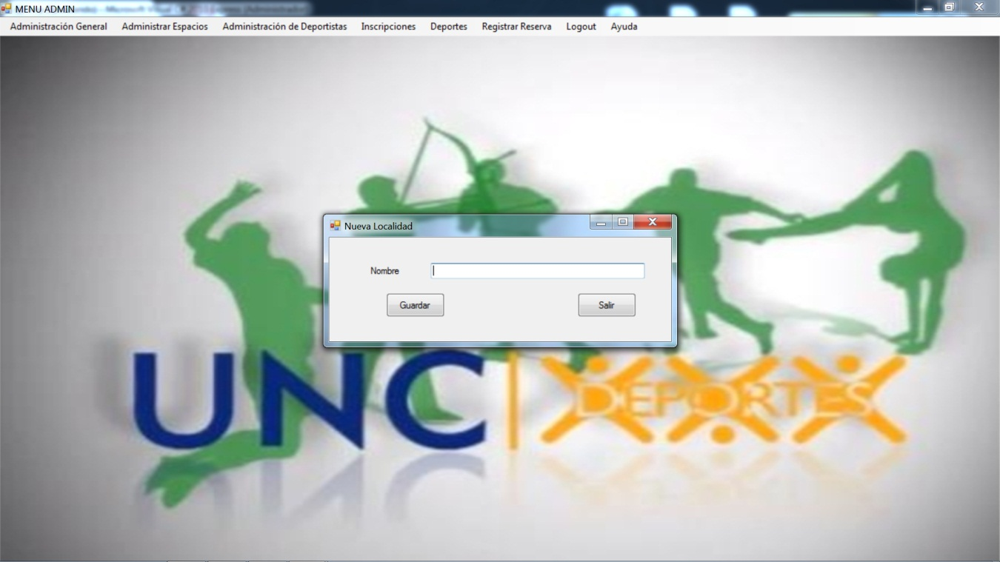 MENU ADMIN
Administración General Administrar Espacios Administración de Deportistas Inscripciones Deportes Registrar Reserva Logout Ayuda
Nueva Localidad
Nombre
Guardar Salir
UNC DEPORTES